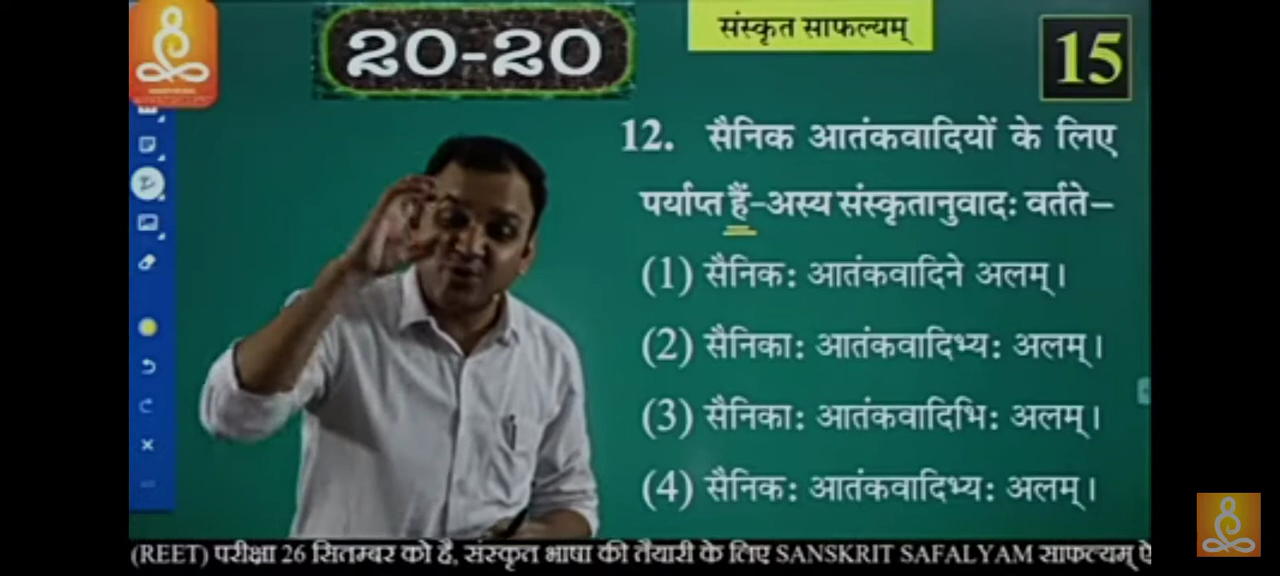 संस्कृत साफल्यम्
20-20
15
12. सैनिक आतंकवादियों के लिए
पर्याप्त हैं-अस्य संस्कृतानुवादः वर्तते–
(1) सैनिकः आतंकवादिने अलम्।
(2) सैनिकाः आतंकवादिभ्यः अलम्।
(3) सैनिकाः आतंकवादिभिः अलम्।
(4) सैनिकः आतंकवादिभ्यः अलम्।
(REET) परीक्षा 26 सितम्बर को है, संस्कृत भाषा की तैयारी के लिए SANSKRIT SAFALYAM साफल्यम् ऐ